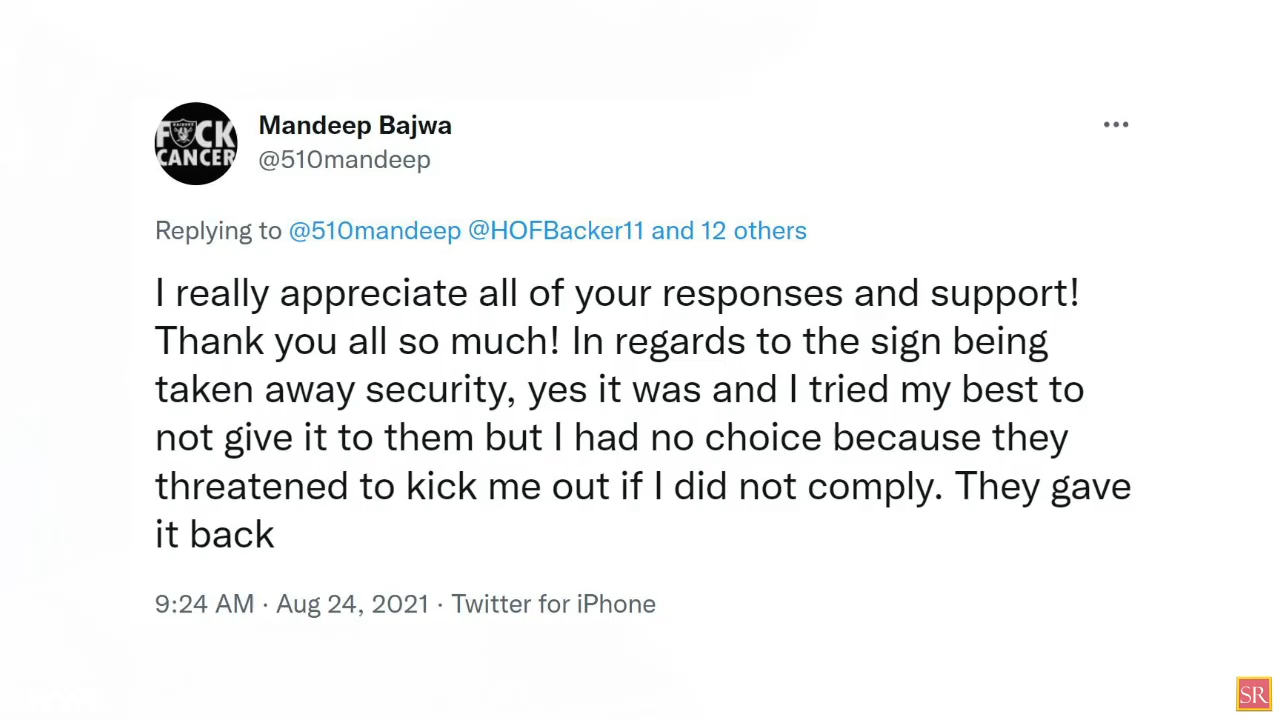 RAIDERS
F CK
CANCER
Mandeep Bajwa
@510mandeep
Replying to @510mandeep @HOFBacker11 and 12 others
I really appreciate all of your responses and support!
Thank you all so much! In regards to the sign being
taken away security, yes it was and I tried my best to
not give it to them but I had no choice because they
threatened to kick me out if I did not comply. They gave
it back
9:24 AM · Aug 24, 2021 · Twitter for iPhone
SR